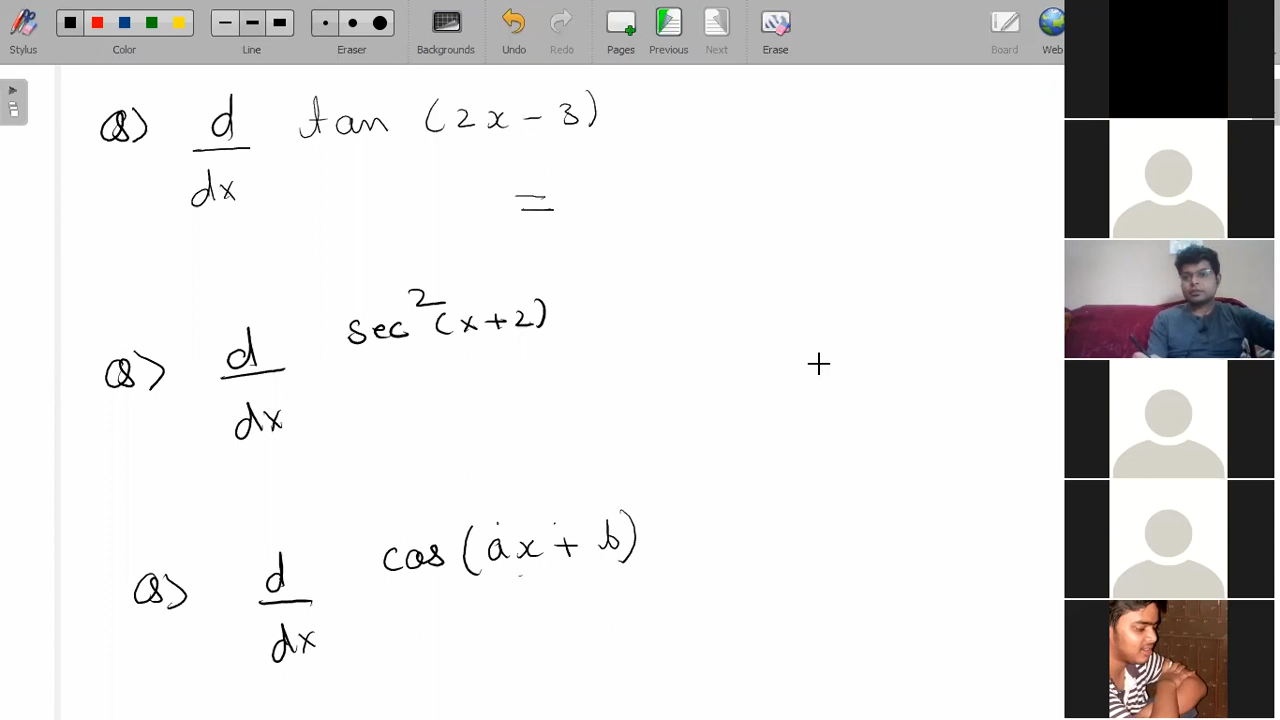 Stylus Color Line Eraser Backgrounds Undo Redo Pages Previous Next Erase Board Web
Q> d/dx tan (2x - 3)
=
Q> d/dx sec²(x+2)
+
Q> d/dx cos(ax + b)